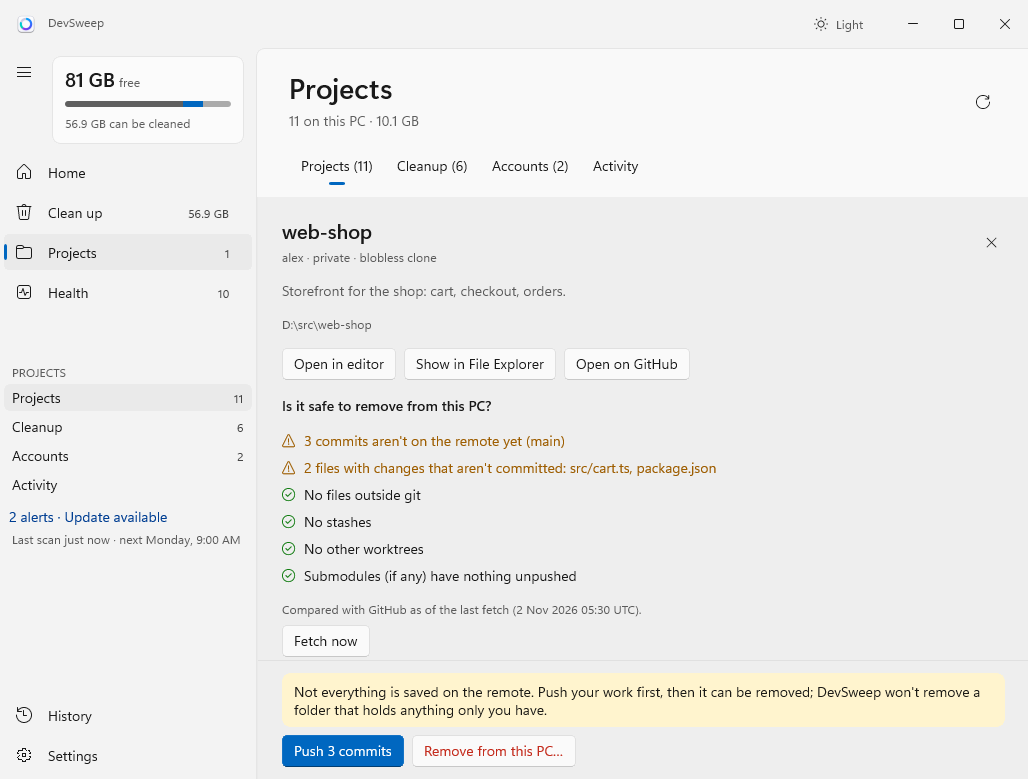 DevSweep
Light
81 GB free
56.9 GB can be cleaned
Home
Clean up 56.9 GB
Projects 1
Health 10
PROJECTS
Projects 11
Cleanup 6
Accounts 2
Activity
2 alerts · Update available
Last scan just now · next Monday, 9:00 AM
History
Settings
Projects
11 on this PC · 10.1 GB
Projects (11) Cleanup (6) Accounts (2) Activity
web-shop
alex · private · blobless clone
Storefront for the shop: cart, checkout, orders.
D:\src\web-shop
Open in editor Show in File Explorer Open on GitHub
Is it safe to remove from this PC?
3 commits aren't on the remote yet (main)
2 files with changes that aren't committed: src/cart.ts, package.json
No files outside git
No stashes
No other worktrees
Submodules (if any) have nothing unpushed
Compared with GitHub as of the last fetch (2 Nov 2026 05:30 UTC).
Fetch now
Not everything is saved on the remote. Push your work first, then it can be removed; DevSweep won't remove a
folder that holds anything only you have.
Push 3 commits Remove from this PC...